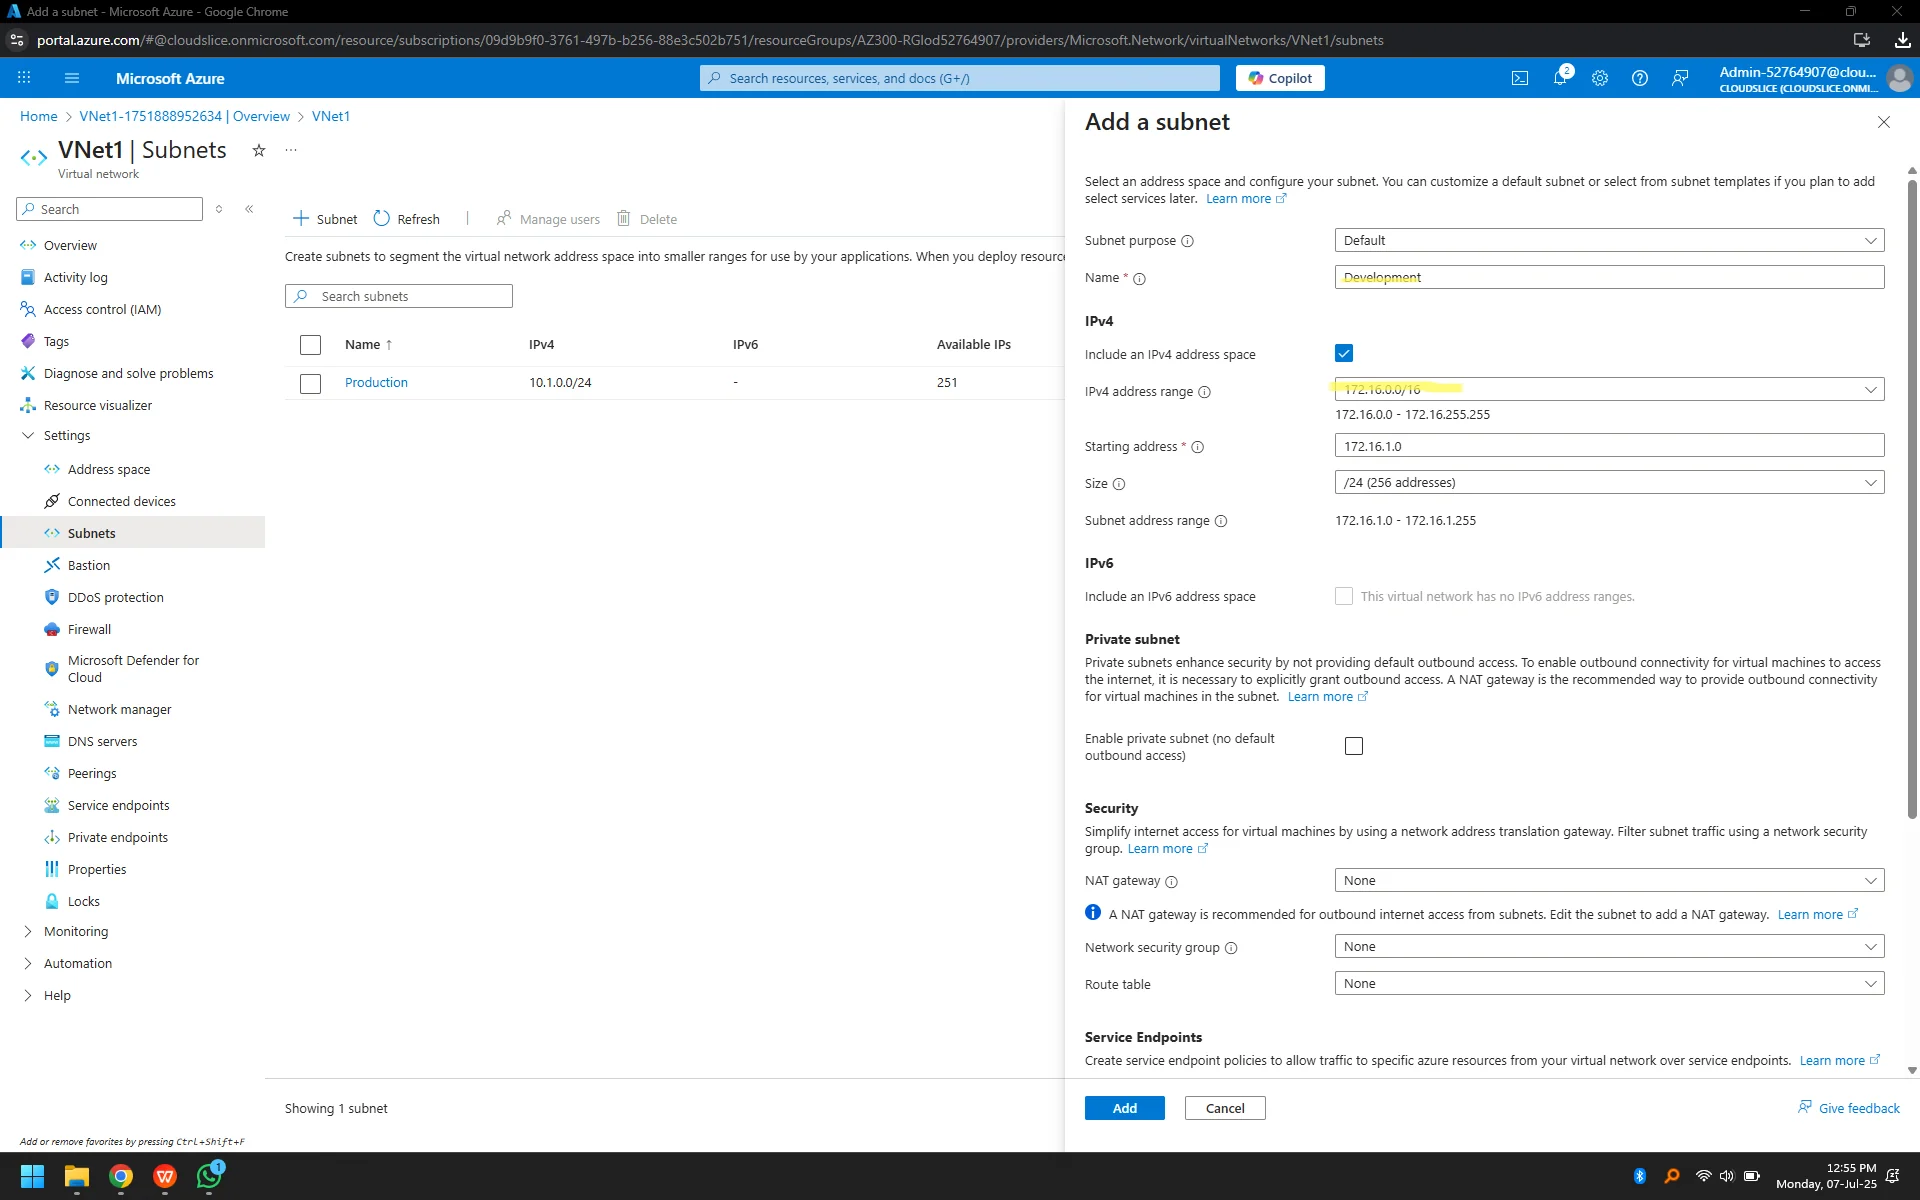 Add a subnet - Microsoft Azure - Google Chrome
portal.azure.com/#@cloudslice.onmicrosoft.com/resource/subscriptions/09d9b9f0-3761-497b-b256-88e3c502b751/resourceGroups/AZ300-RGlod52764907/providers/Microsoft.Network/virtualNetworks/VNet1/subnets
Microsoft Azure
Search resources, services, and docs (G+/)
Copilot
2
Admin-52764907@clou...
CLOUDSLICE (CLOUDSLICE.ONMI...
Home > VNet1-1751888952634 | Overview > VNet1
VNet1 | Subnets
...
Virtual network
Search
Overview
Activity log
Access control (IAM)
Tags
Diagnose and solve problems
Resource visualizer
Settings
Address space
Connected devices
Subnets
Bastion
DDoS protection
Firewall
Microsoft Defender for
Cloud
Network manager
DNS servers
Peerings
Service endpoints
Private endpoints
Properties
Locks
Monitoring
Automation
Help
Add or remove favorites by pressing Ctrl+Shift+F
Subnet Refresh | Manage users Delete
Create subnets to segment the virtual network address space into smaller ranges for use by your applications. When you deploy resourc
Search subnets
Name ↑ IPv4 IPv6 Available IPs
Production 10.1.0.0/24 - 251
Showing 1 subnet
Add a subnet
Select an address space and configure your subnet. You can customize a default subnet or select from subnet templates if you plan to add
select services later. Learn more
Subnet purpose Default
Name * Development
IPv4
Include an IPv4 address space
IPv4 address range 172.16.0.0/16
172.16.0.0 - 172.16.255.255
Starting address * 172.16.1.0
Size /24 (256 addresses)
Subnet address range 172.16.1.0 - 172.16.1.255
IPv6
Include an IPv6 address space This virtual network has no IPv6 address ranges.
Private subnet
Private subnets enhance security by not providing default outbound access. To enable outbound connectivity for virtual machines to access
the internet, it is necessary to explicitly grant outbound access. A NAT gateway is the recommended way to provide outbound connectivity
for virtual machines in the subnet. Learn more
Enable private subnet (no default
outbound access)
Security
Simplify internet access for virtual machines by using a network address translation gateway. Filter subnet traffic using a network security
group. Learn more
NAT gateway None
A NAT gateway is recommended for outbound internet access from subnets. Edit the subnet to add a NAT gateway. Learn more
Network security group None
Route table None
Service Endpoints
Create service endpoint policies to allow traffic to specific azure resources from your virtual network over service endpoints. Learn more
Add Cancel Give feedback
1
12:55 PM
Monday, 07-Jul-25